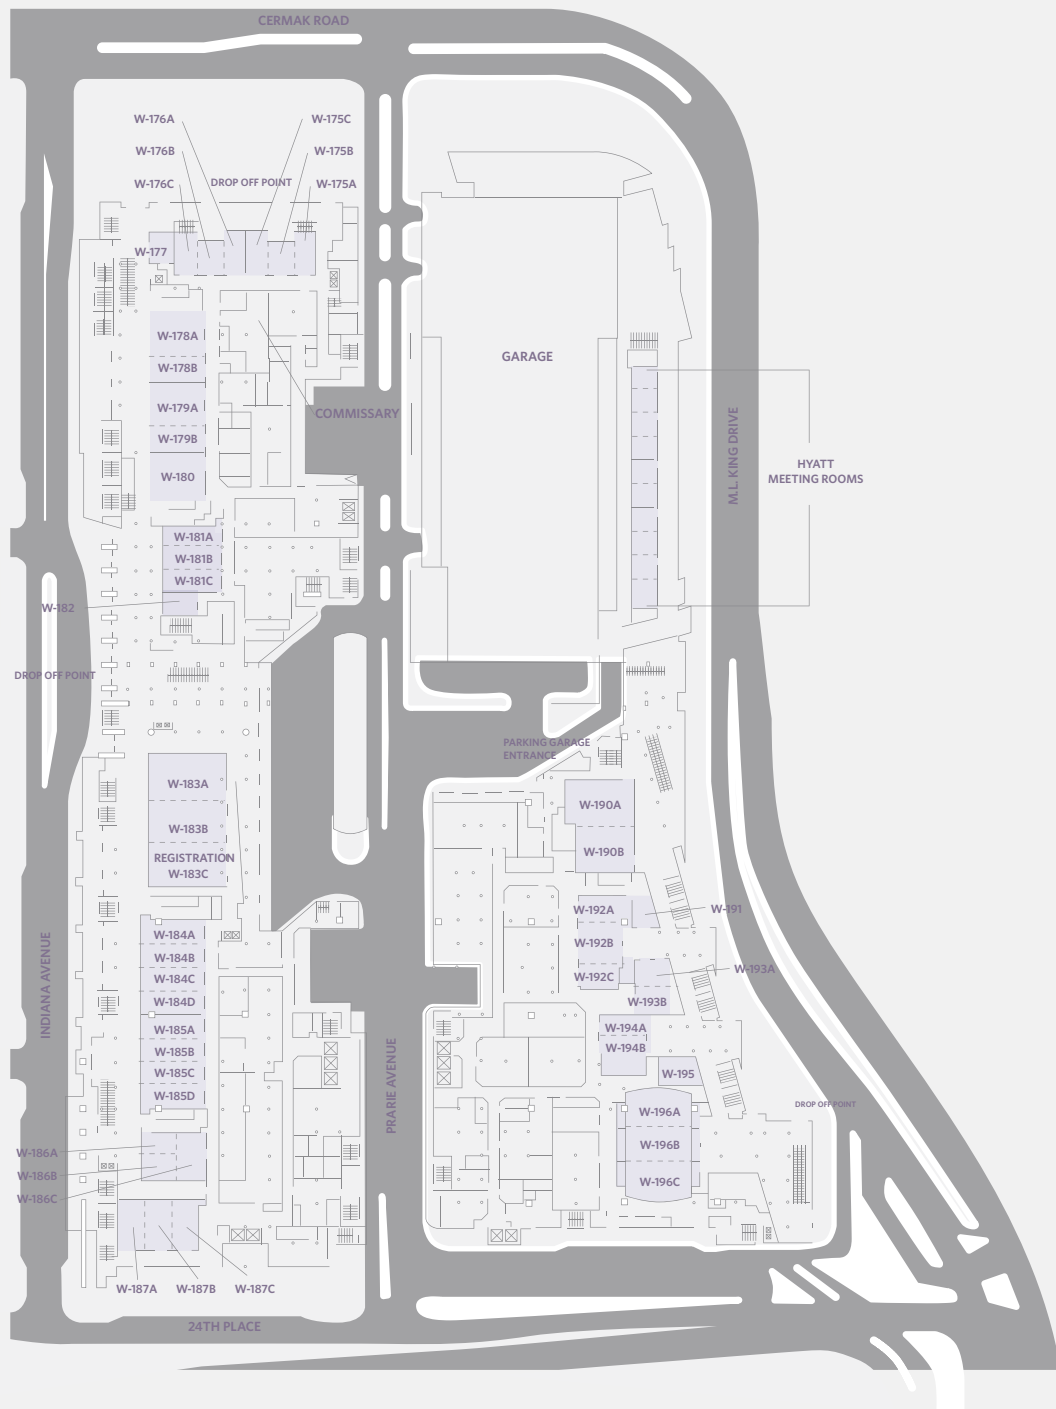 CERMAK ROAD
W-176A
W-175C
W-176B
W-175B
W-176C
DROP OFF POINT
W-175A
W-177
W-178A
W-178B
GARAGE
W-179A
COMMISSARY
W-179B
W-180
M.L. KING DRIVE
HYATT
MEETING ROOMS
W-181A
W-181B
W-181C
W-182
DROP OFF POINT
PARKING GARAGE
ENTRANCE
W-183A
W-183B
REGISTRATION
W-183C
W-190A
W-190B
W-192A
W-191
W-192B
W-192C
W-193A
W-193B
W-184A
W-184B
W-184C
W-184D
INDIANA AVENUE
W-185A
W-185B
W-185C
W-185D
PRARIE AVENUE
W-194A
W-194B
W-195
DROP OFF POINT
W-196A
W-196B
W-196C
W-186A
W-186B
W-186C
W-187A
W-187B
W-187C
24TH PLACE